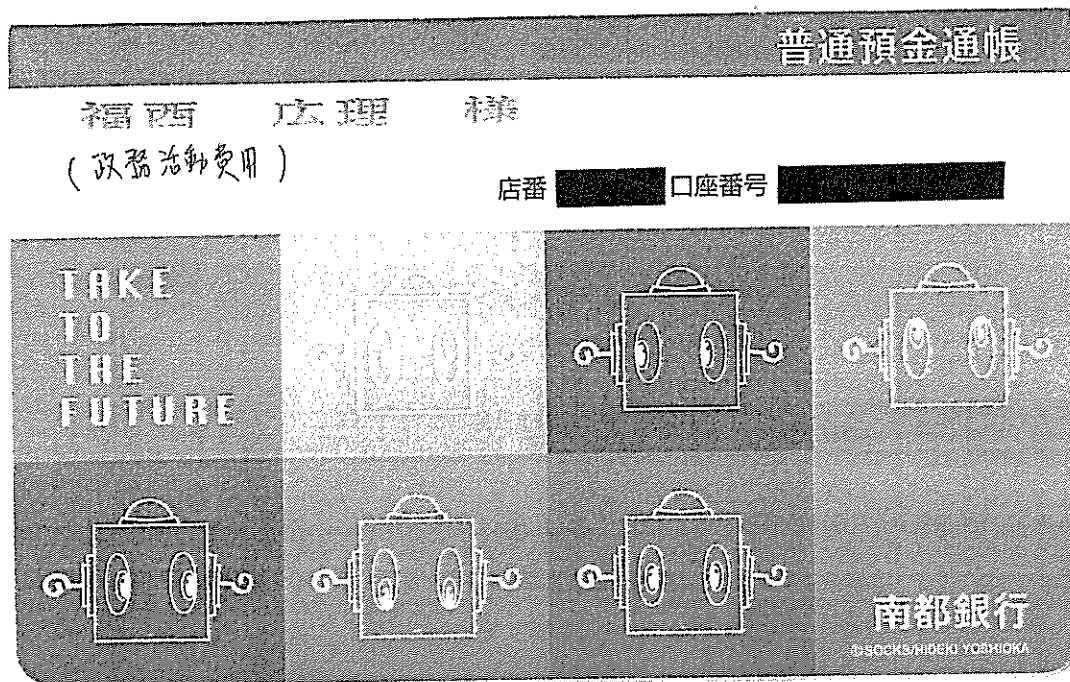 普通預金通帳
福西 広理 様
(政務活動費用)
店番 口座番号
TAKE
TO
THE
FUTURE
南都銀行
©SOCKS/HIDEKI YOSHIOKA